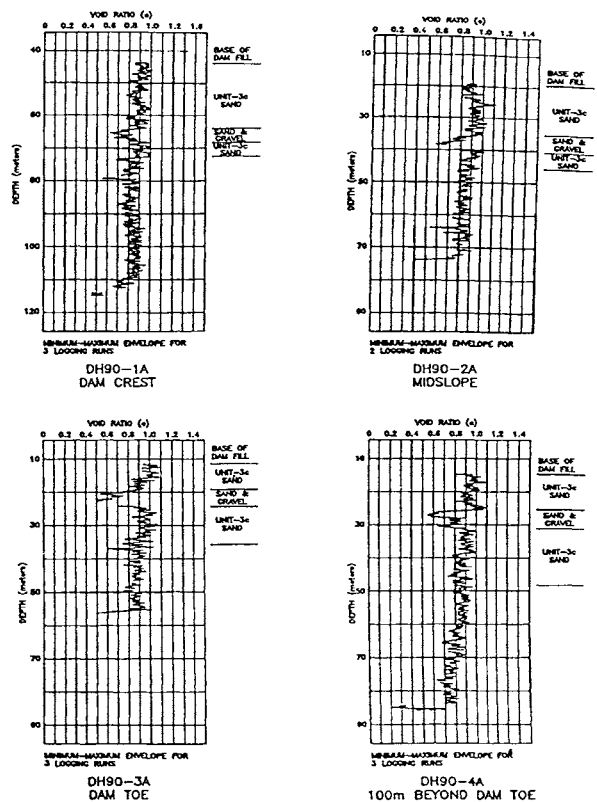 VOID RATIO (e)
0 0.2 0.4 0.6 0.8 1.0 1.2 1.4 1.6
DEPTH (meters)
40
60
80
100
120
BASE OF
DAM FILL
UNIT-3c
SAND
SAND &
GRAVEL
UNIT-3c
SAND
MINIMUM-MAXIMUM ENVELOPE FOR
3 LOGGING RUNS
DH90-1A
DAM CREST
VOID RATIO (e)
0 0.2 0.4 0.6 0.8 1.0 1.2 1.4
DEPTH (meters)
10
30
50
70
90
BASE OF
DAM FILL
UNIT-3c
SAND
SAND &
GRAVEL
UNIT-3c
SAND
MINIMUM-MAXIMUM ENVELOPE FOR
2 LOGGING RUNS
DH90-2A
MIDSLOPE
VOID RATIO (e)
0 0.2 0.4 0.6 0.8 1.0 1.2 1.4
DEPTH (meters)
10
30
50
70
90
BASE OF
DAM FILL
UNIT-3c
SAND
SAND &
GRAVEL
UNIT-3c
SAND
MINIMUM-MAXIMUM ENVELOPE FOR
3 LOGGING RUNS
DH90-3A
DAM TOE
VOID RATIO (e)
0 0.2 0.4 0.6 0.8 1.0 1.2 1.4
DEPTH (meters)
10
30
50
70
90
BASE OF
DAM FILL
UNIT-3c
SAND
SAND &
GRAVEL
UNIT-3c
SAND
MINIMUM-MAXIMUM ENVELOPE FOR
3 LOGGING RUNS
DH90-4A
100m BEYOND DAM TOE